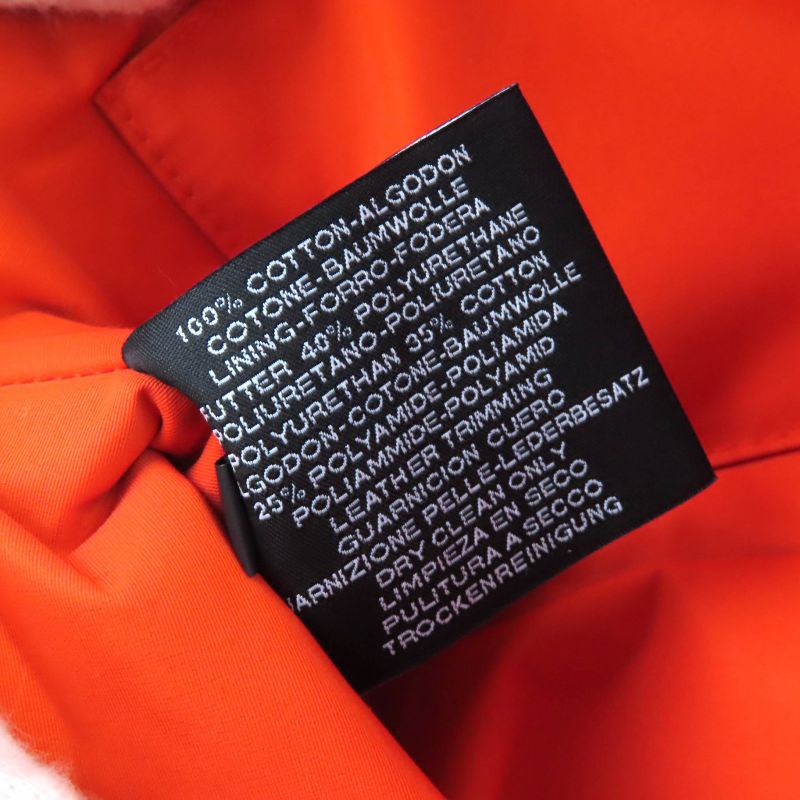 100% COTTON-ALGODON
COTONE-BAUMWOLLE
LINING-FORRO-FODERA
FUTTER 40% POLYURETHANE
POLIURETANO-POLIURETANO
POLYURETHAN 35% COTTON
ALGODON-COTONE-BAUMWOLLE
25% POLYAMIDE-POLIAMIDA
POLIAMMIDE-POLYAMID
LEATHER TRIMMING
GUARNICION CUERO
GUARNIZIONE PELLE-LEDERBESATZ
DRY CLEAN ONLY
LIMPIEZA EN SECO
PULITURA A SECCO
TROCKENREINIGUNG